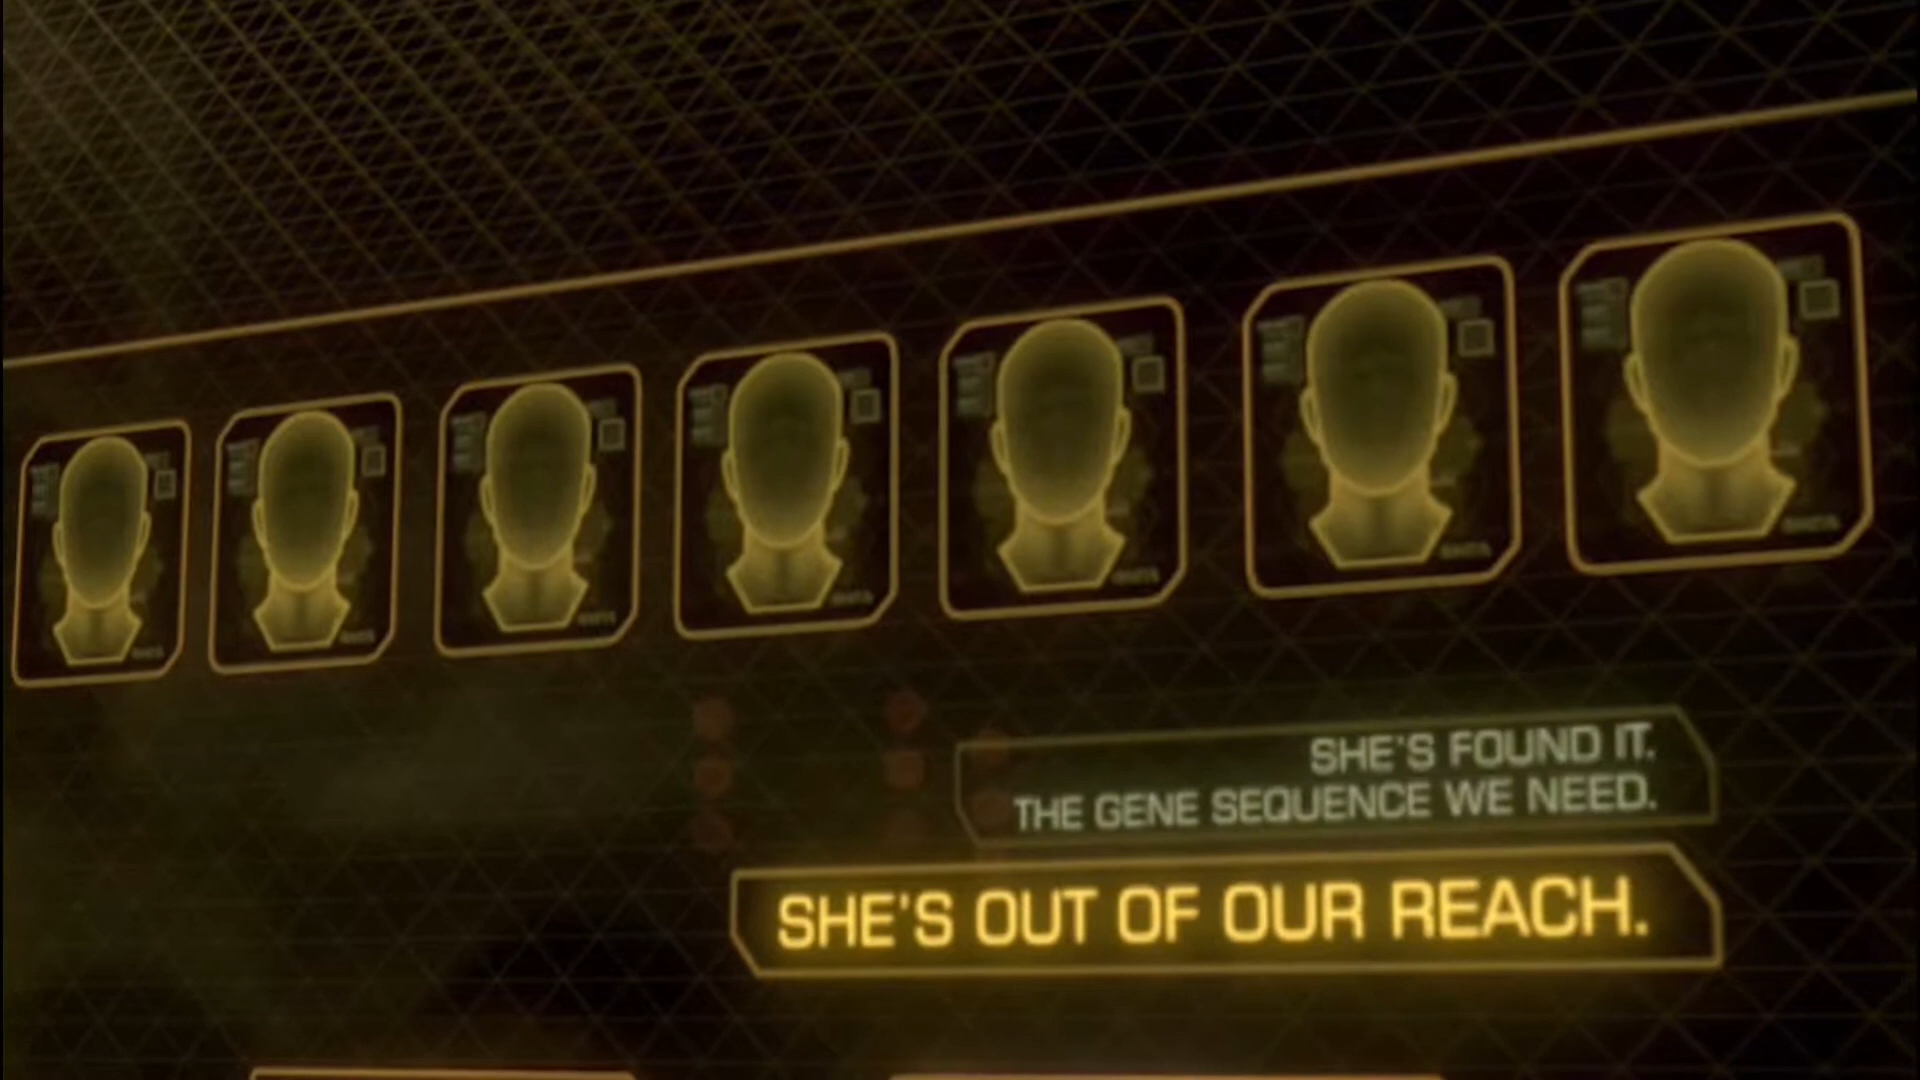 SHE'S FOUND IT.
THE GENE SEQUENCE WE NEED.
SHE'S OUT OF OUR REACH.